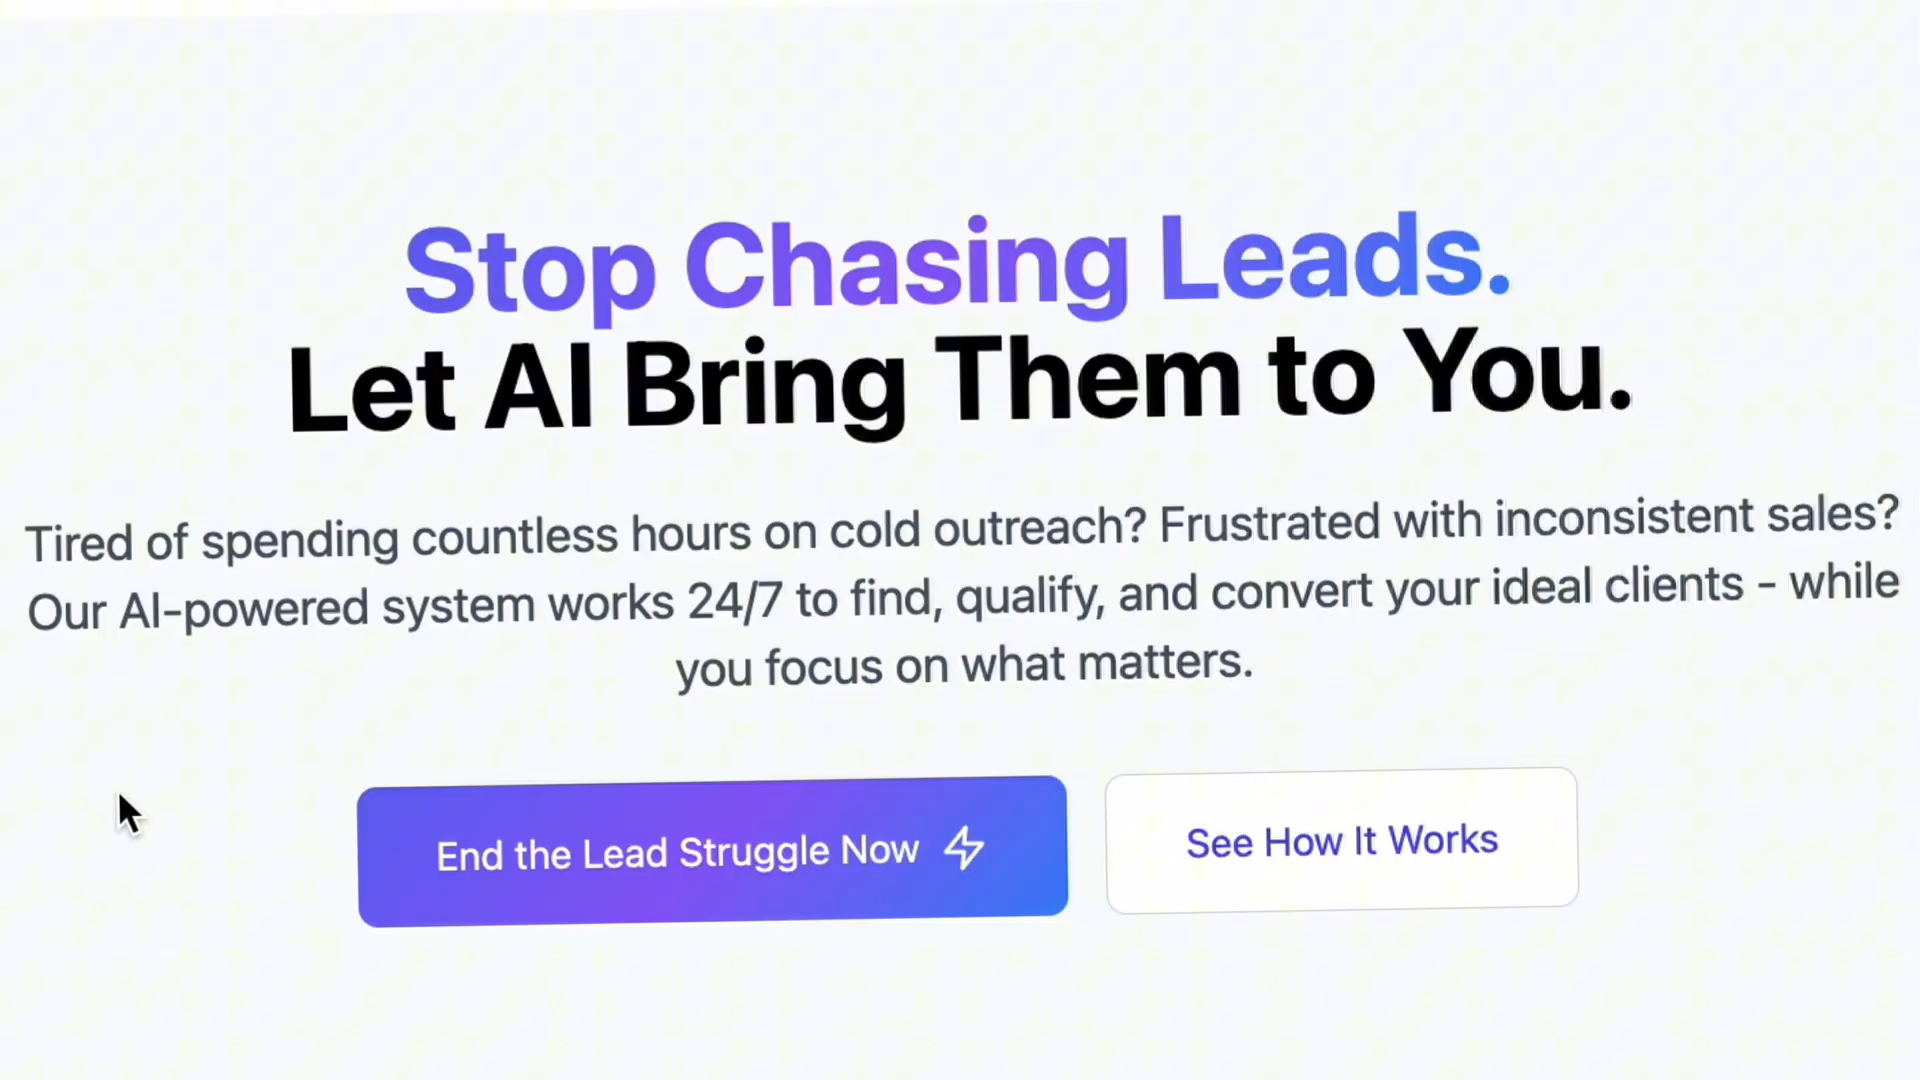 Stop Chasing Leads.
Let AI Bring Them to You.
Tired of spending countless hours on cold outreach? Frustrated with inconsistent sales?
Our AI-powered system works 24/7 to find, qualify, and convert your ideal clients - while
you focus on what matters.
End the Lead Struggle Now
See How It Works